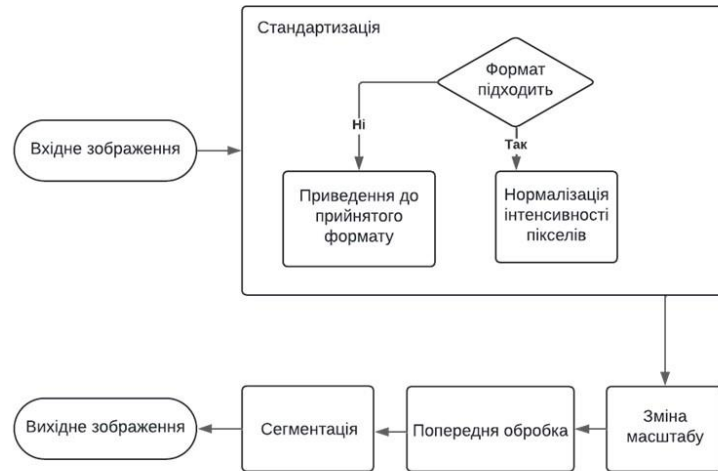 Стандартизація
Формат
підходить
Ні
Так
Вхідне зображення
Приведення до
прийнятого
формату
Нормалізація
інтенсивності
пікселів
Вихідне зображення
Сегментація
Попередня обробка
Зміна
масштабу